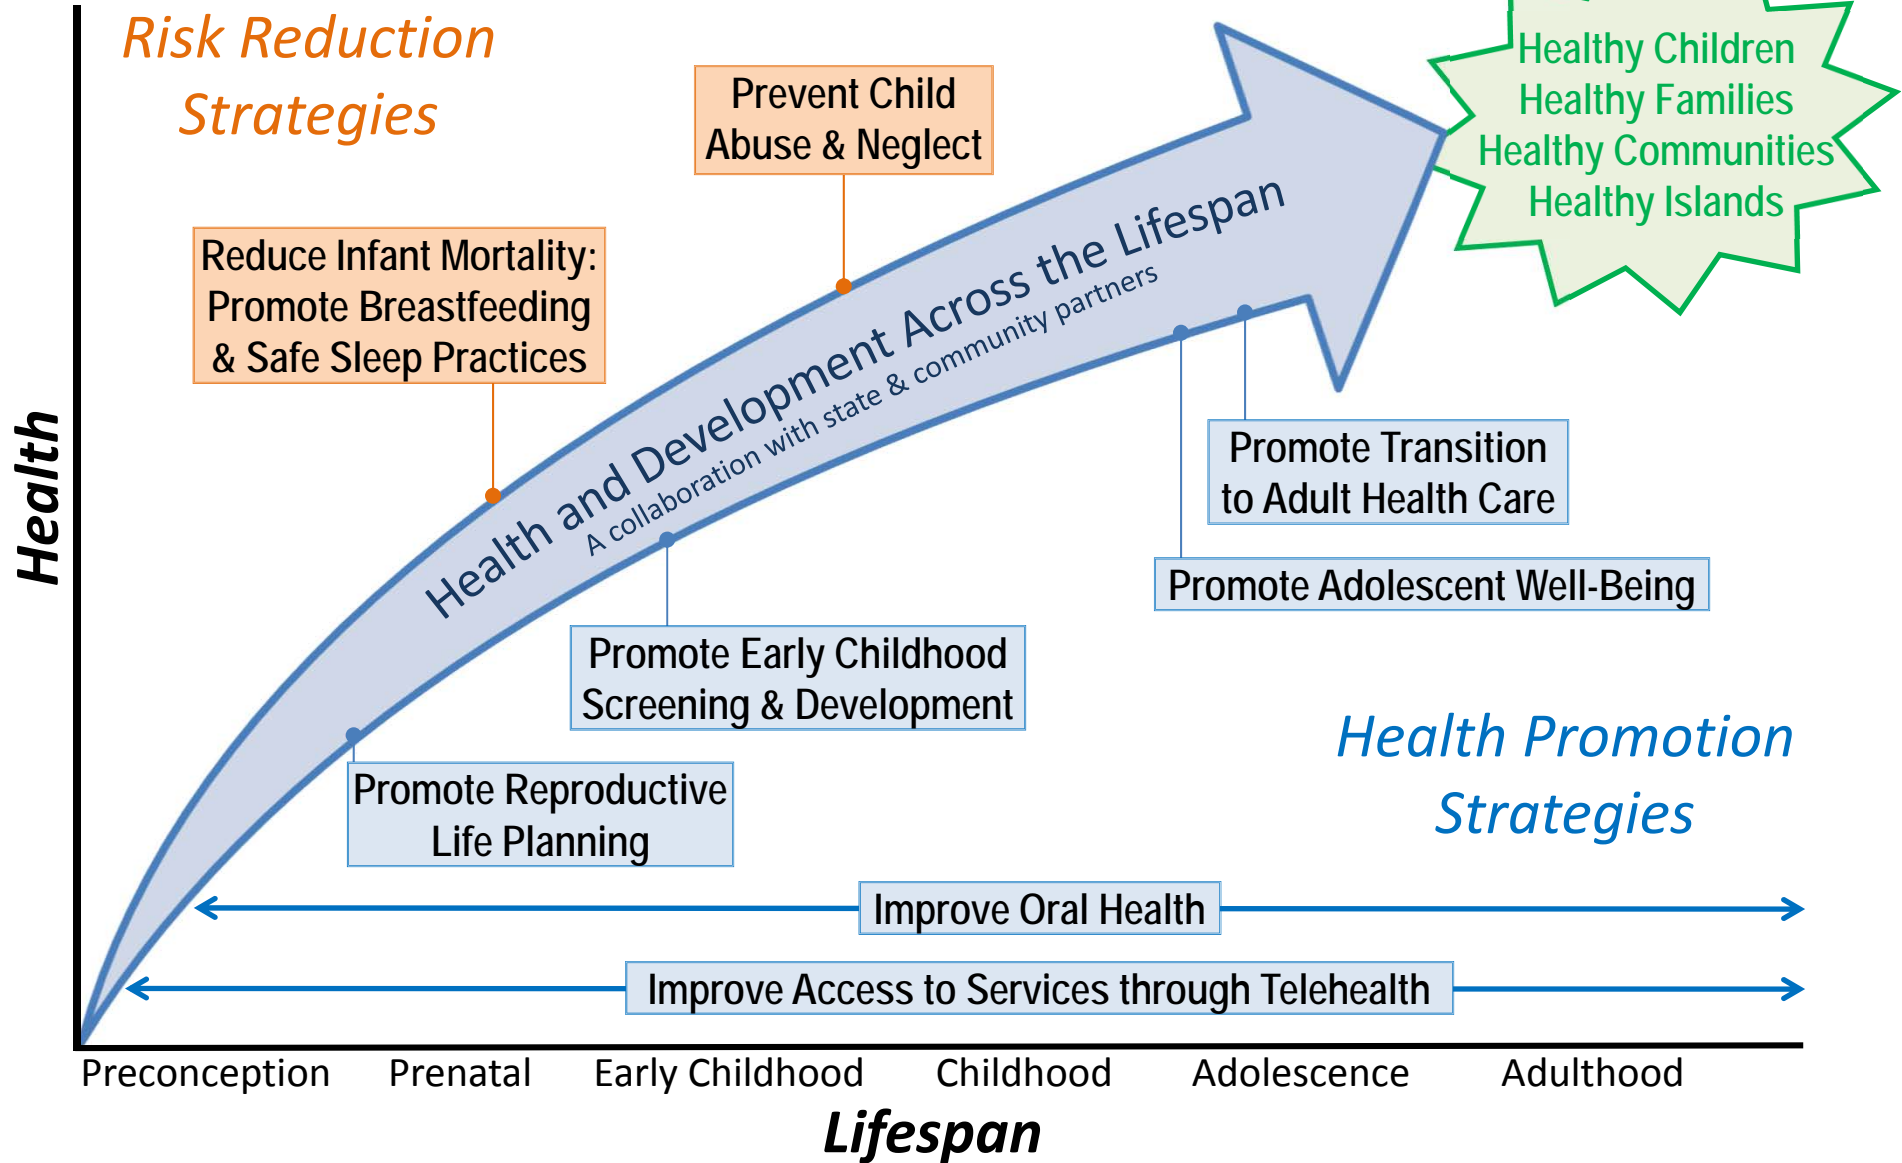 Risk Reduction
Strategies
Healthy Children
Healthy Families
Healthy Communities
Healthy Islands
Prevent Child
Abuse & Neglect
Reduce Infant Mortality:
Promote Breastfeeding
& Safe Sleep Practices
Health and Development Across the Lifespan
A collaboration with state & community partners
Health
Promote Transition
to Adult Health Care
Promote Adolescent Well-Being
Promote Early Childhood
Screening & Development
Health Promotion
Strategies
Promote Reproductive
Life Planning
Improve Oral Health
Improve Access to Services through Telehealth
Preconception Prenatal Early Childhood Childhood Adolescence Adulthood
Lifespan